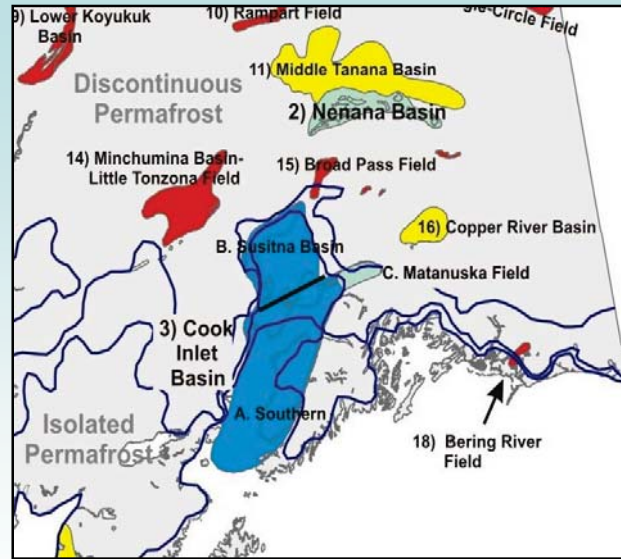 9) Lower Koyukuk
Basin
10) Rampart Field
gle-Circle Field
11) Middle Tanana Basin
Discontinuous
Permafrost
2) Nenana Basin
14) Minchumina Basin-
Little Tonzona Field
15) Broad Pass Field
16) Copper River Basin
B. Susitna Basin
C. Matanuska Field
3) Cook
Inlet
Basin
A. Southern
Isolated
Permafrost
18) Bering River
Field